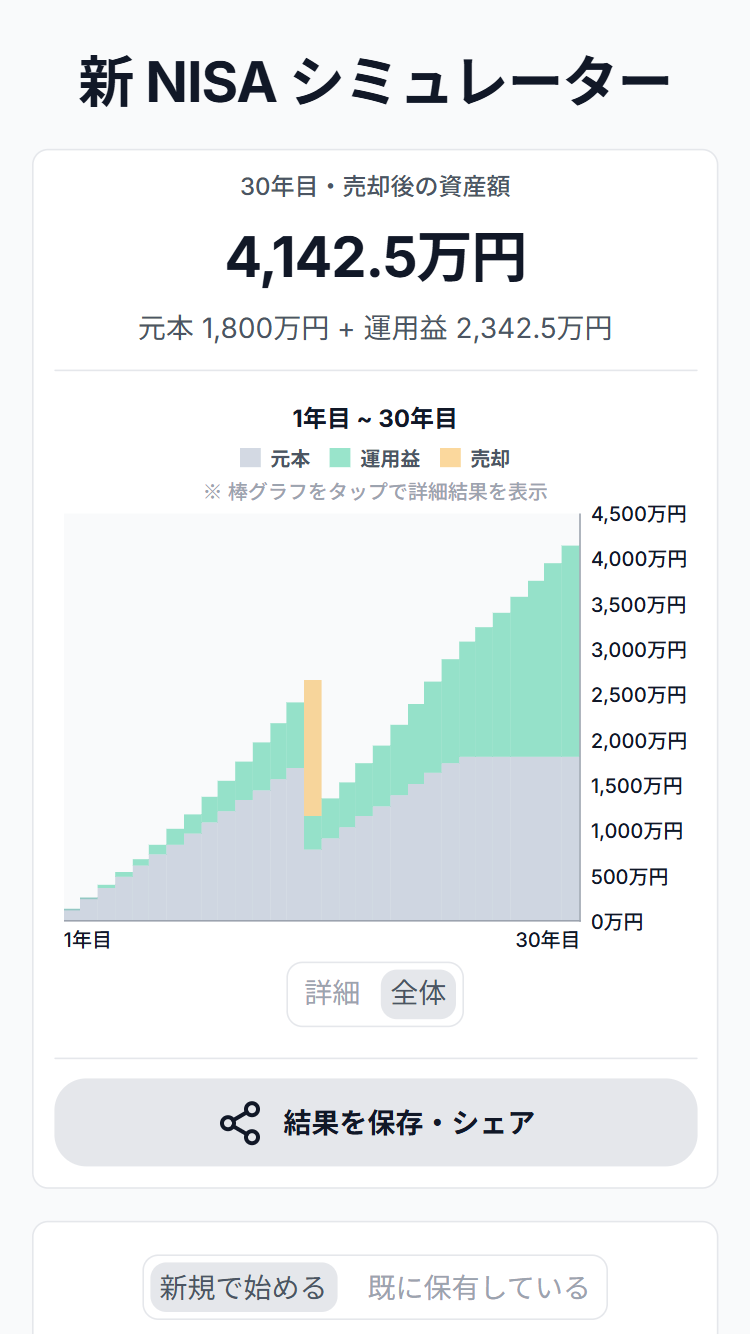 新 NISA シミュレーター
30年目・売却後の資産額
4,142.5万円
元本 1,800万円 + 運用益 2,342.5万円
1年目 ~ 30年目
元本 運用益 売却
※ 棒グラフをタップで詳細結果を表示
4,500万円
4,000万円
3,500万円
3,000万円
2,500万円
2,000万円
1,500万円
1,000万円
500万円
0万円
1年目 30年目
詳細 全体
結果を保存・シェア
新規で始める 既に保有している